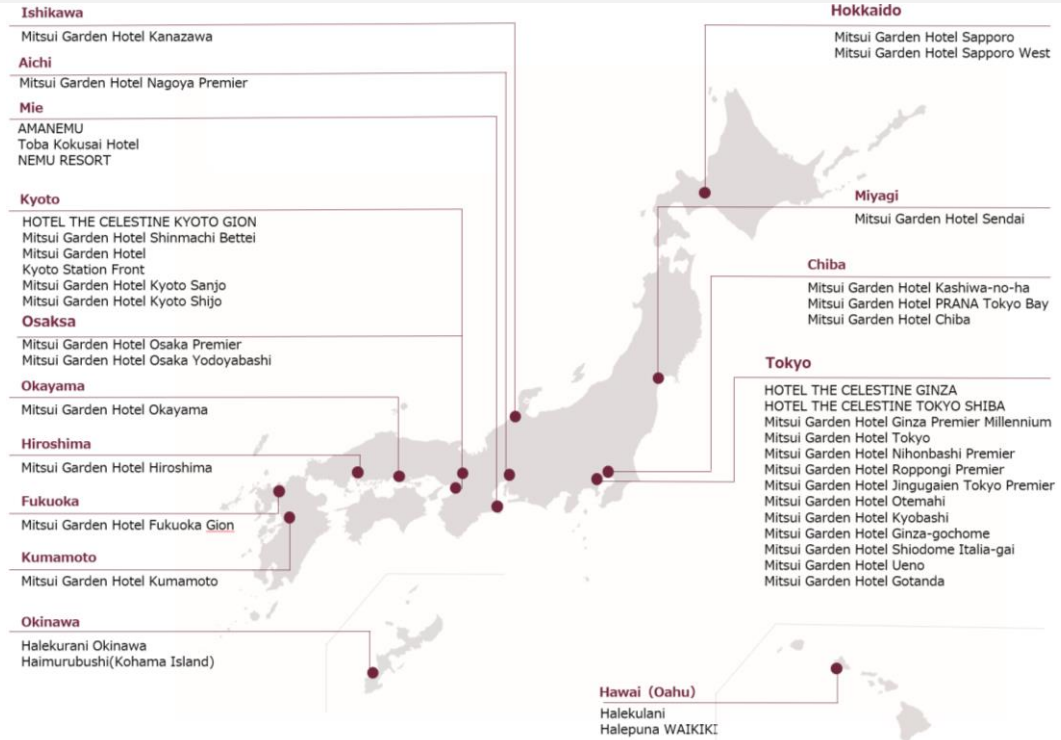 Ishikawa
Mitsui Garden Hotel Kanazawa
Aichi
Mitsui Garden Hotel Nagoya Premier
Mie
AMANEMU
Toba Kokusai Hotel
NEMU RESORT
Kyoto
HOTEL THE CELESTINE KYOTO GION
Mitsui Garden Hotel Shinmachi Bettei
Mitsui Garden Hotel
Kyoto Station Front
Mitsui Garden Hotel Kyoto Sanjo
Mitsui Garden Hotel Kyoto Shijo
Osaksa
Mitsui Garden Hotel Osaka Premier
Mitsui Garden Hotel Osaka Yodoyabashi
Okayama
Mitsui Garden Hotel Okayama
Hiroshima
Mitsui Garden Hotel Hiroshima
Fukuoka
Mitsui Garden Hotel Fukuoka Gion
Kumamoto
Mitsui Garden Hotel Kumamoto
Okinawa
Halekurani Okinawa
Haimurubushi(Kohama Island)
Hokkaido
Mitsui Garden Hotel Sapporo
Mitsui Garden Hotel Sapporo West
Miyagi
Mitsui Garden Hotel Sendai
Chiba
Mitsui Garden Hotel Kashiwa-no-ha
Mitsui Garden Hotel PRANA Tokyo Bay
Mitsui Garden Hotel Chiba
Tokyo
HOTEL THE CELESTINE GINZA
HOTEL THE CELESTINE TOKYO SHIBA
Mitsui Garden Hotel Ginza Premier Millennium
Mitsui Garden Hotel Tokyo
Mitsui Garden Hotel Nihonbashi Premier
Mitsui Garden Hotel Roppongi Premier
Mitsui Garden Hotel Jingugaien Tokyo Premier
Mitsui Garden Hotel Otemahi
Mitsui Garden Hotel Kyobashi
Mitsui Garden Hotel Ginza-gochome
Mitsui Garden Hotel Shiodome Italia-gai
Mitsui Garden Hotel Ueno
Mitsui Garden Hotel Gotanda
Hawai（Oahu）
Halekulani
Halepuna WAIKIKI